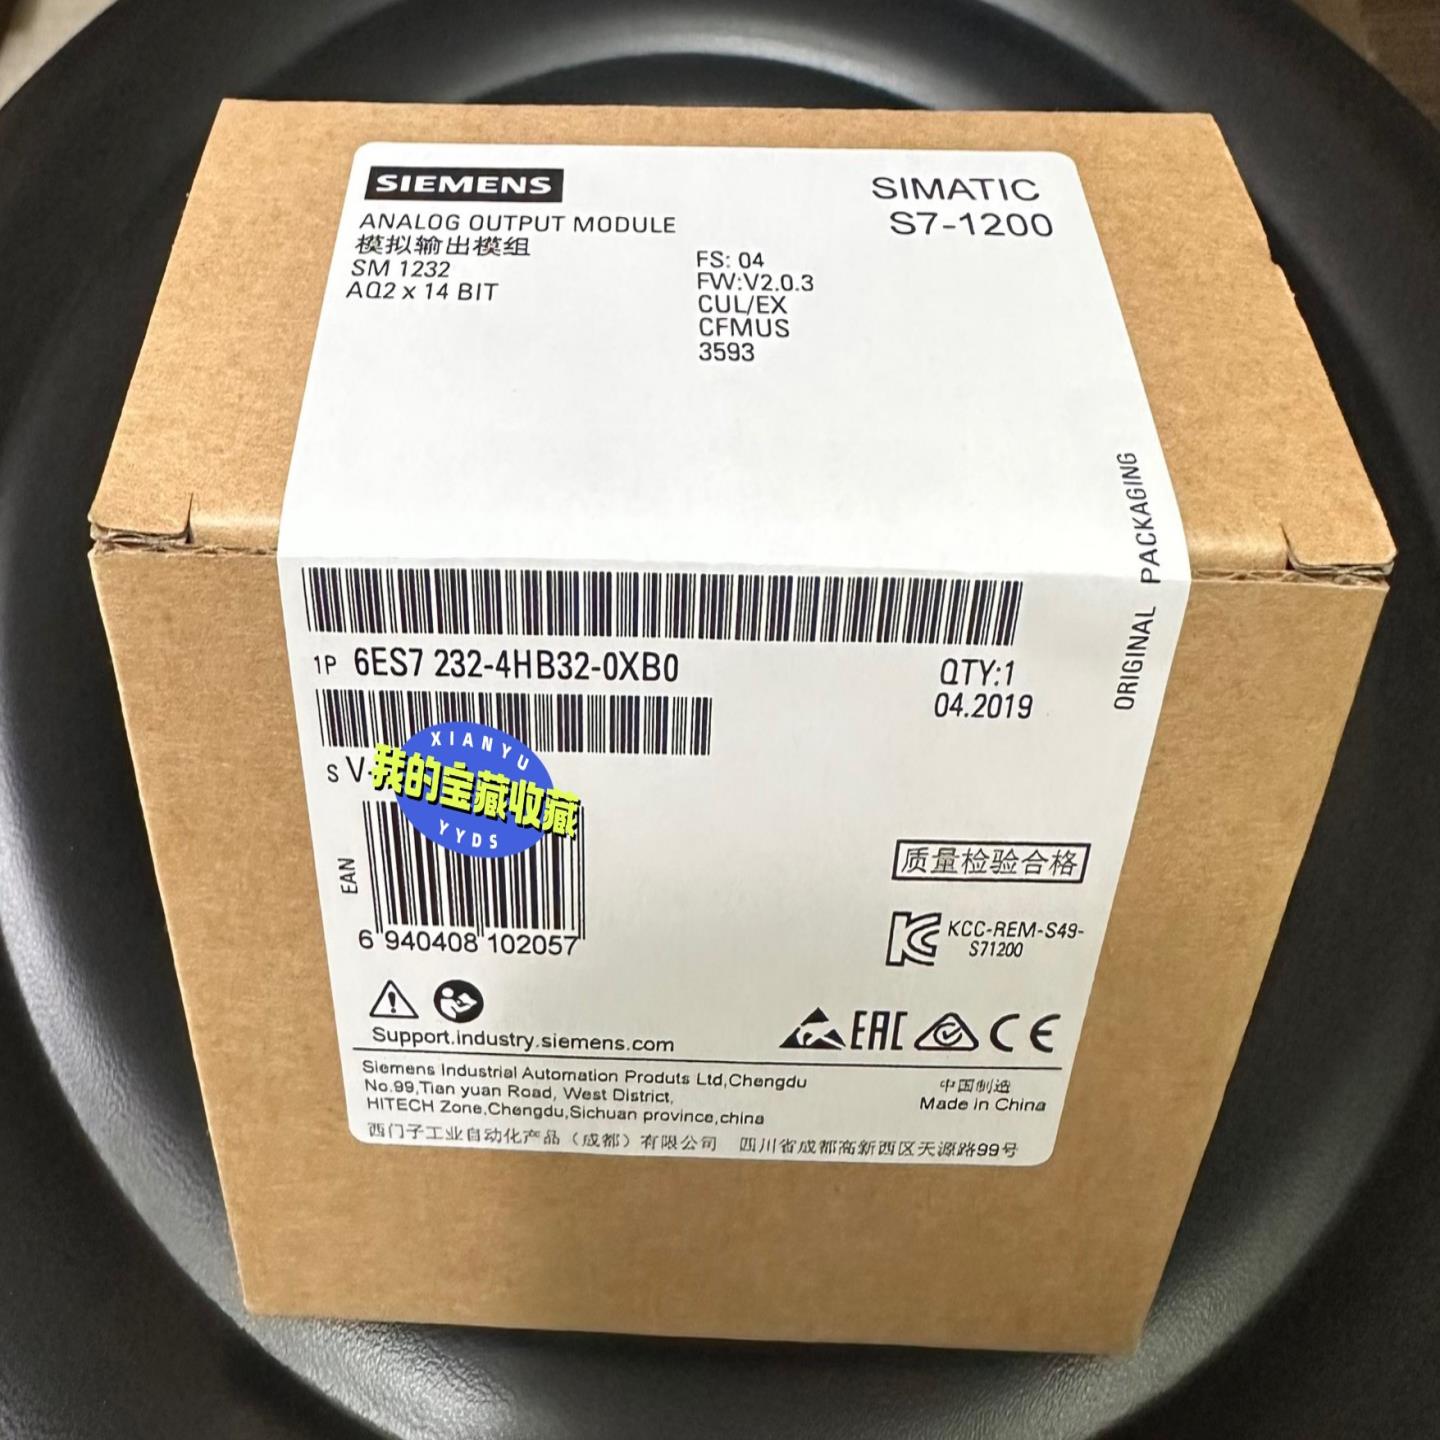 SIEMENS
ANALOG OUTPUT MODULE
模拟输出模组
SM 1232
AQ2 x 14 BIT
SIMATIC
S7-1200
FS: 04
FW:V2.0.3
CUL/EX
CFMUS
3593
ORIGINAL PACKAGING
1P 6ES7 232-4HB32-0XB0
QTY:1
04.2019
S V-
XIANYU
我的宝藏收藏
YYDS
EAN
6 940408 102057
质量检验合格
KCC-REM-S49-
S71200
EAC
CE
Support.industry.siemens.com
Siemens Industrial Automation Produts Ltd,Chengdu
No.99,Tian yuan Road, West District,
HITECH Zone,Chengdu,Sichuan province,china
中国制造
Made in China
西门子工业自动化产品（成都）有限公司 四川省成都高新西区天源路99号